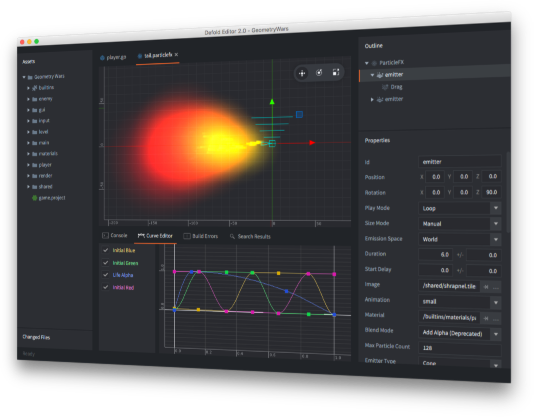 Defold Editor 2.0 - GeometryWars
Assets
Geometry Wars
builtins
enemy
gui
input
level
main
materials
player
render
shared
game.project
Changed Files
Ready
player.go
tail.particlefx ×
Console
Curve Editor
Build Errors
Search Results
Initial Blue
Initial Green
Life Alpha
Initial Red
Outline
ParticleFX
emitter
Drag
emitter
Properties
Id emitter
Position X 0.0 Y 0.0 Z 0.0
Rotation X 0.0 Y 0.0 Z 90.0
Play Mode Loop
Size Mode Manual
Emission Space World
Duration 6.0 +/- 0.0
Start Delay 0.0 +/- 0.0
Image /shared/shrapnel.tile
Animation small
Material /builtins/materials/pa
Blend Mode Add Alpha (Deprecated)
Max Particle Count 128
Emitter Type Cone